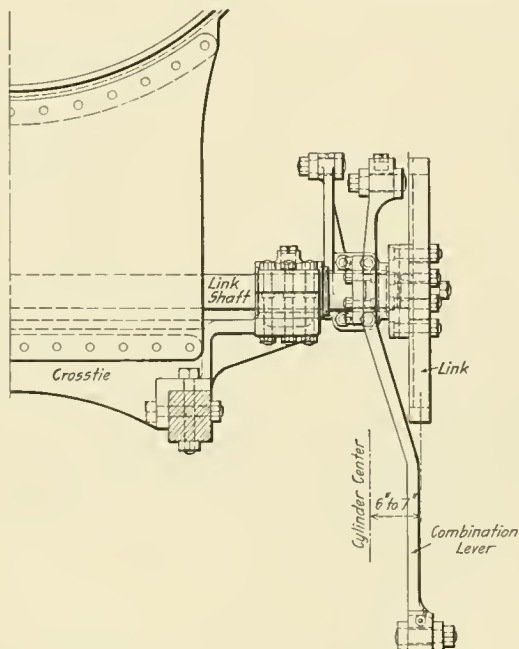 Link
Shaft
Crosstie
Link
Cylinder Center
6" to 7"
Combination
Lever